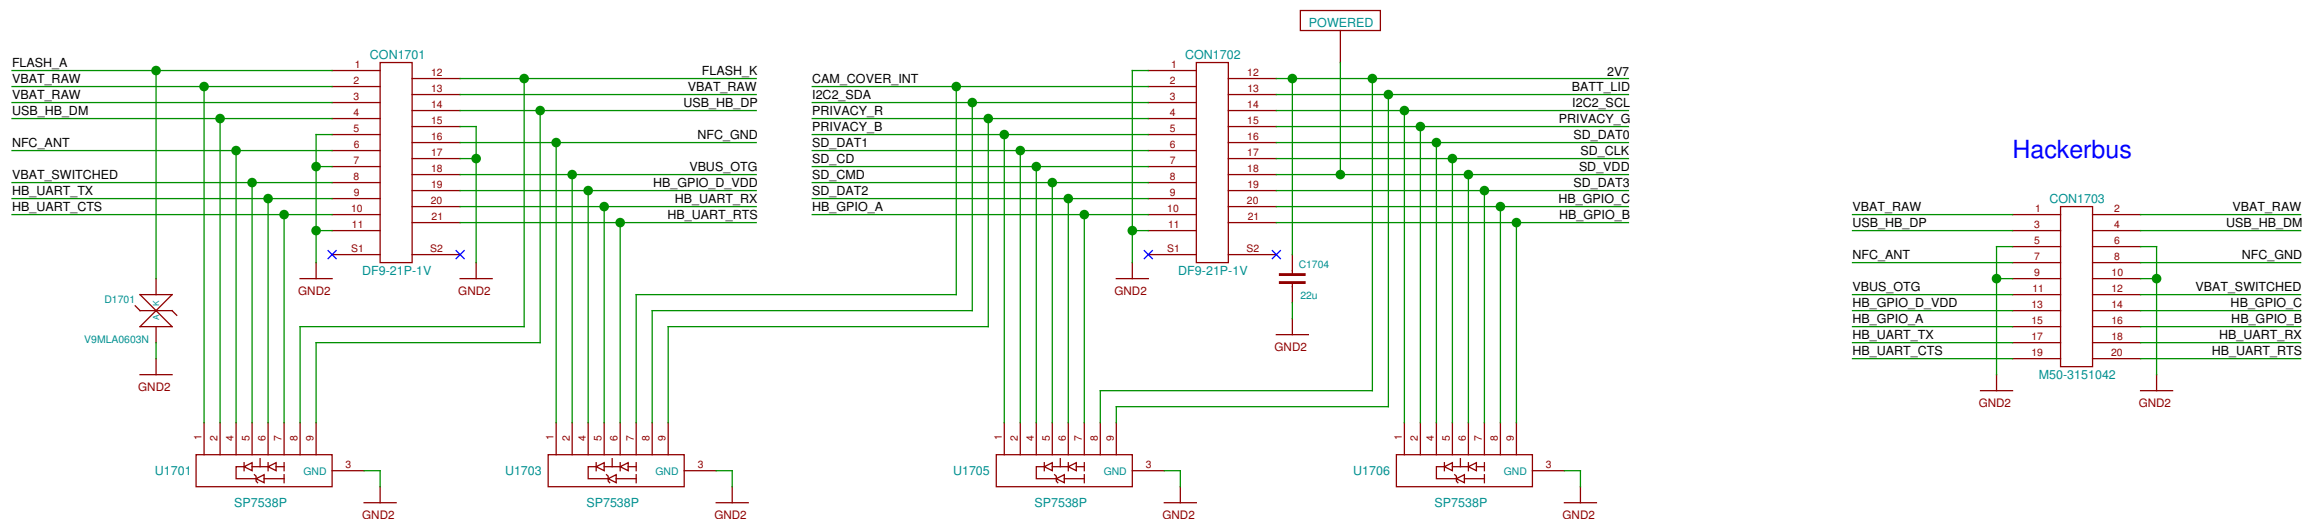 POWERED
CON1701
FLASH_A 1
VBAT_RAW 2
VBAT_RAW 3
USB_HB_DM 4
5
NFC_ANT 6
7
VBAT_SWITCHED 8
HB_UART_TX 9
HB_UART_CTS 10
11
S1
12 FLASH_K
13 VBAT_RAW
14 USB_HB_DP
15
16 NFC_GND
17
18 VBUS_OTG
19 HB_GPIO_D_VDD
20 HB_UART_RX
21 HB_UART_RTS
S2
DF9-21P-1V
GND2
GND2
D1701
A
K
V9MLA0603N
GND2
CON1702
1
CAM_COVER_INT 2
I2C2_SDA 3
PRIVACY_R 4
PRIVACY_B 5
SD_DAT1 6
SD_CD 7
SD_CMD 8
SD_DAT2 9
HB_GPIO_A 10
11
S1
12 2V7
13 BATT_LID
14 I2C2_SCL
15 PRIVACY_G
16 SD_DAT0
17 SD_CLK
18 SD_VDD
19 SD_DAT3
20 HB_GPIO_C
21 HB_GPIO_B
S2
DF9-21P-1V
GND2
C1704
22u
GND2
Hackerbus
CON1703
VBAT_RAW 1 2 VBAT_RAW
USB_HB_DP 3 4 USB_HB_DM
5 6
NFC_ANT 7 8 NFC_GND
9 10
VBUS_OTG 11 12 VBAT_SWITCHED
HB_GPIO_D_VDD 13 14 HB_GPIO_C
HB_GPIO_A 15 16 HB_GPIO_B
HB_UART_TX 17 18 HB_UART_RX
HB_UART_CTS 19 20 HB_UART_RTS
M50-3151042
GND2
GND2
1 2 4 5 6 7 8 9
U1701 GND 3
SP7538P
GND2
1 2 4 5 6 7 8 9
U1703 GND 3
SP7538P
GND2
1 2 4 5 6 7 8 9
U1705 GND 3
SP7538P
GND2
1 2 4 5 6 7 8 9
U1706 GND 3
SP7538P
GND2